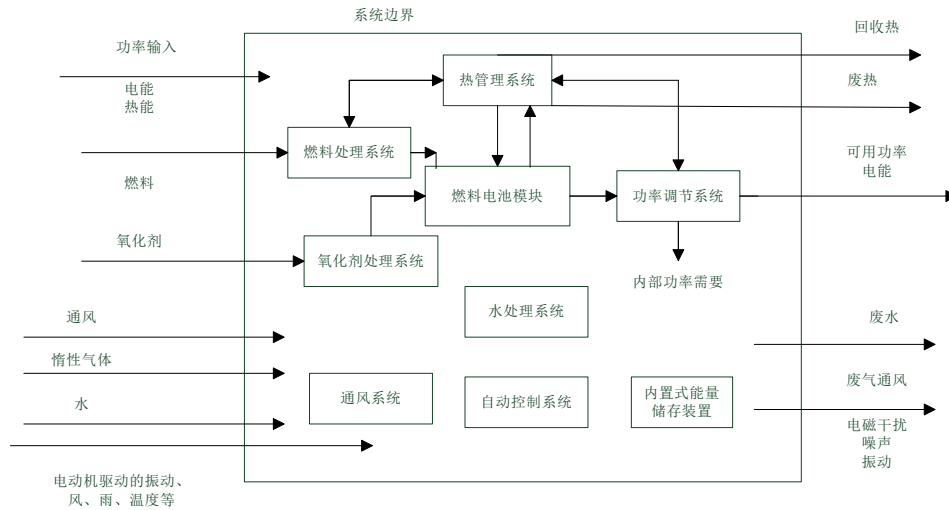 系统边界
功率输入
电能
热能
燃料
氧化剂
通风
惰性气体
水
电动机驱动的振动、
风、雨、温度等
热管理系统
燃料处理系统
燃料电池模块
功率调节系统
氧化剂处理系统
内部功率需要
水处理系统
通风系统
自动控制系统
内置式能量
储存装置
回收热
废热
可用功率
电能
废水
废气通风
电磁干扰
噪声
振动